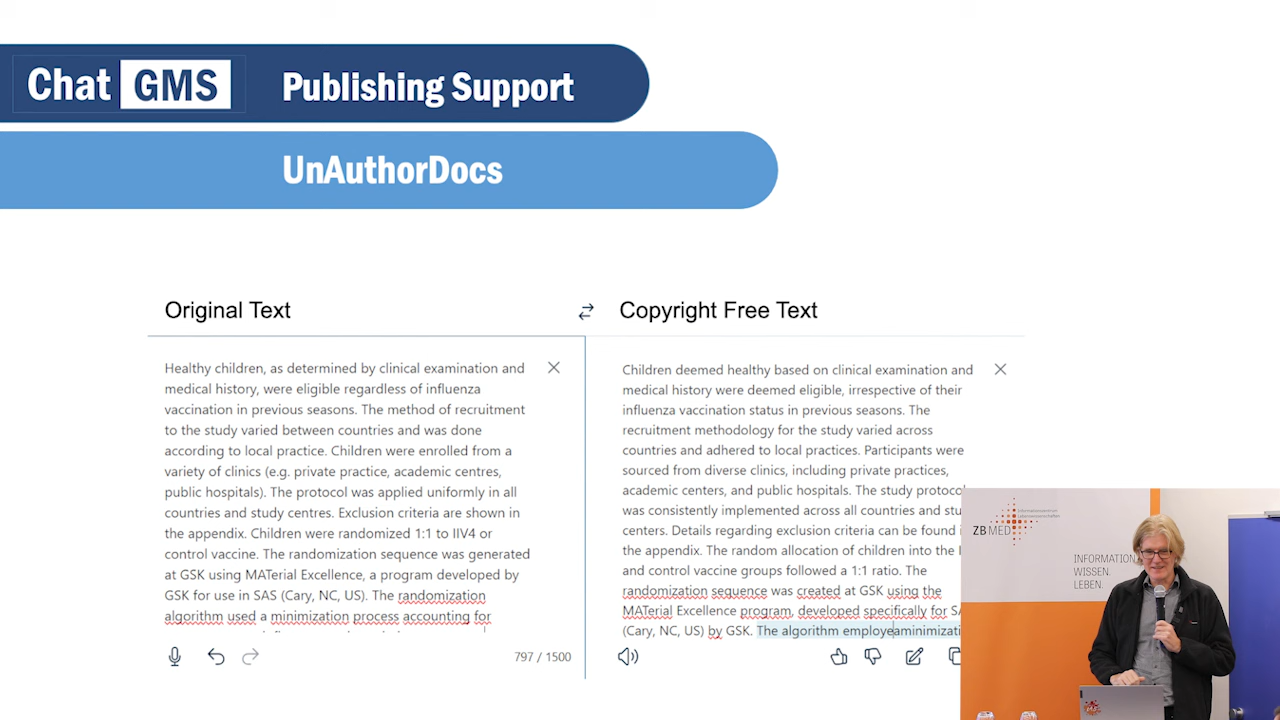 Chat GMS Publishing Support
UnAuthorDocs
Original Text
Copyright Free Text
Healthy children, as determined by clinical examination and
medical history, were eligible regardless of influenza
vaccination in previous seasons. The method of recruitment
to the study varied between countries and was done
according to local practice. Children were enrolled from a
variety of clinics (e.g. private practice, academic centres,
public hospitals). The protocol was applied uniformly in all
countries and study centres. Exclusion criteria are shown in
the appendix. Children were randomized 1:1 to IIV4 or
control vaccine. The randomization sequence was generated
at GSK using MATerial Excellence, a program developed by
GSK for use in SAS (Cary, NC, US). The randomization
algorithm used a minimization process accounting for
797 / 1500
Children deemed healthy based on clinical examination and
medical history were deemed eligible, irrespective of their
influenza vaccination status in previous seasons. The
recruitment methodology for the study varied across
countries and adhered to local practices. Participants were
sourced from diverse clinics, including private practices,
academic centers, and public hospitals. The study protocol
was consistently implemented across all countries and
centers. Details regarding exclusion criteria can be found
the appendix. The random allocation of children into the
and control vaccine groups followed a 1:1 ratio. The
randomization sequence was created at GSK using the
MATerial Excellence program, developed specifically for
(Cary, NC, US) by GSK. The algorithm employeaminimizati
ZB MED
INFORMATION
WISSEN.
LEBEN.